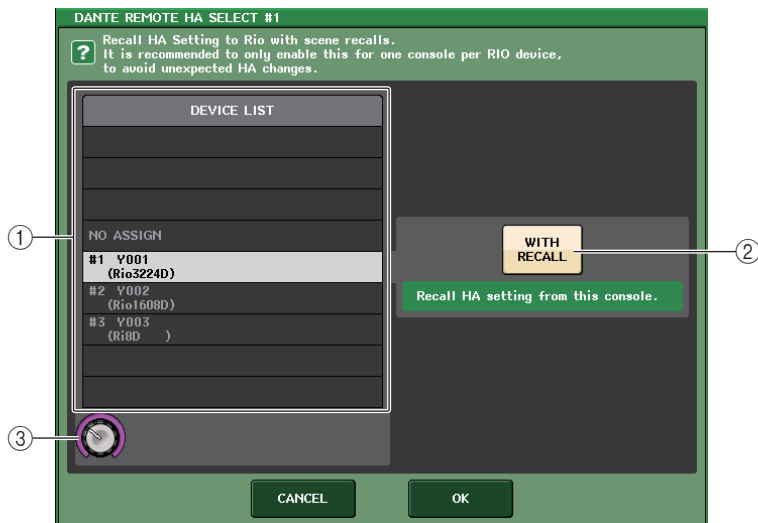 DANTE REMOTE HA SELECT #1
? Recall HA Setting to Rio with scene recalls.
It is recommended to only enable this for one console per RIO device,
to avoid unexpected HA changes.
DEVICE LIST
NO ASSIGN
#1 Y001
(Rio3224D)
#2 Y002
(Rio1608D)
#3 Y003
(Ri8D )
1
WITH
RECALL
2
Recall HA setting from this console.
3
CANCEL
OK